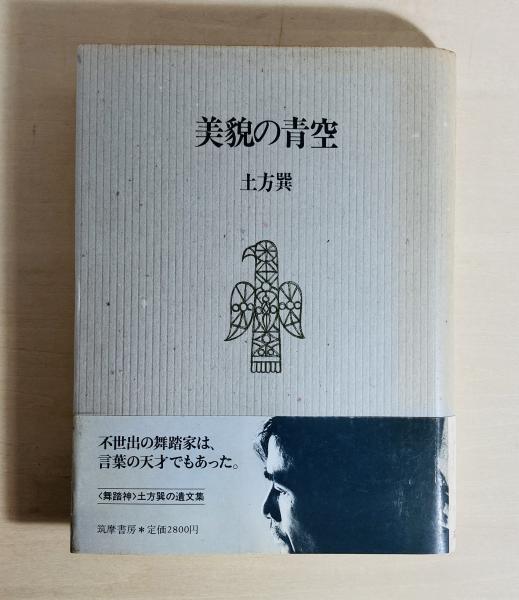 美貌の青空
土方巽
不世出の舞踏家は、
言葉の天才でもあった。
〈舞踏神〉土方巽の遺文集
筑摩書房＊定価2800円